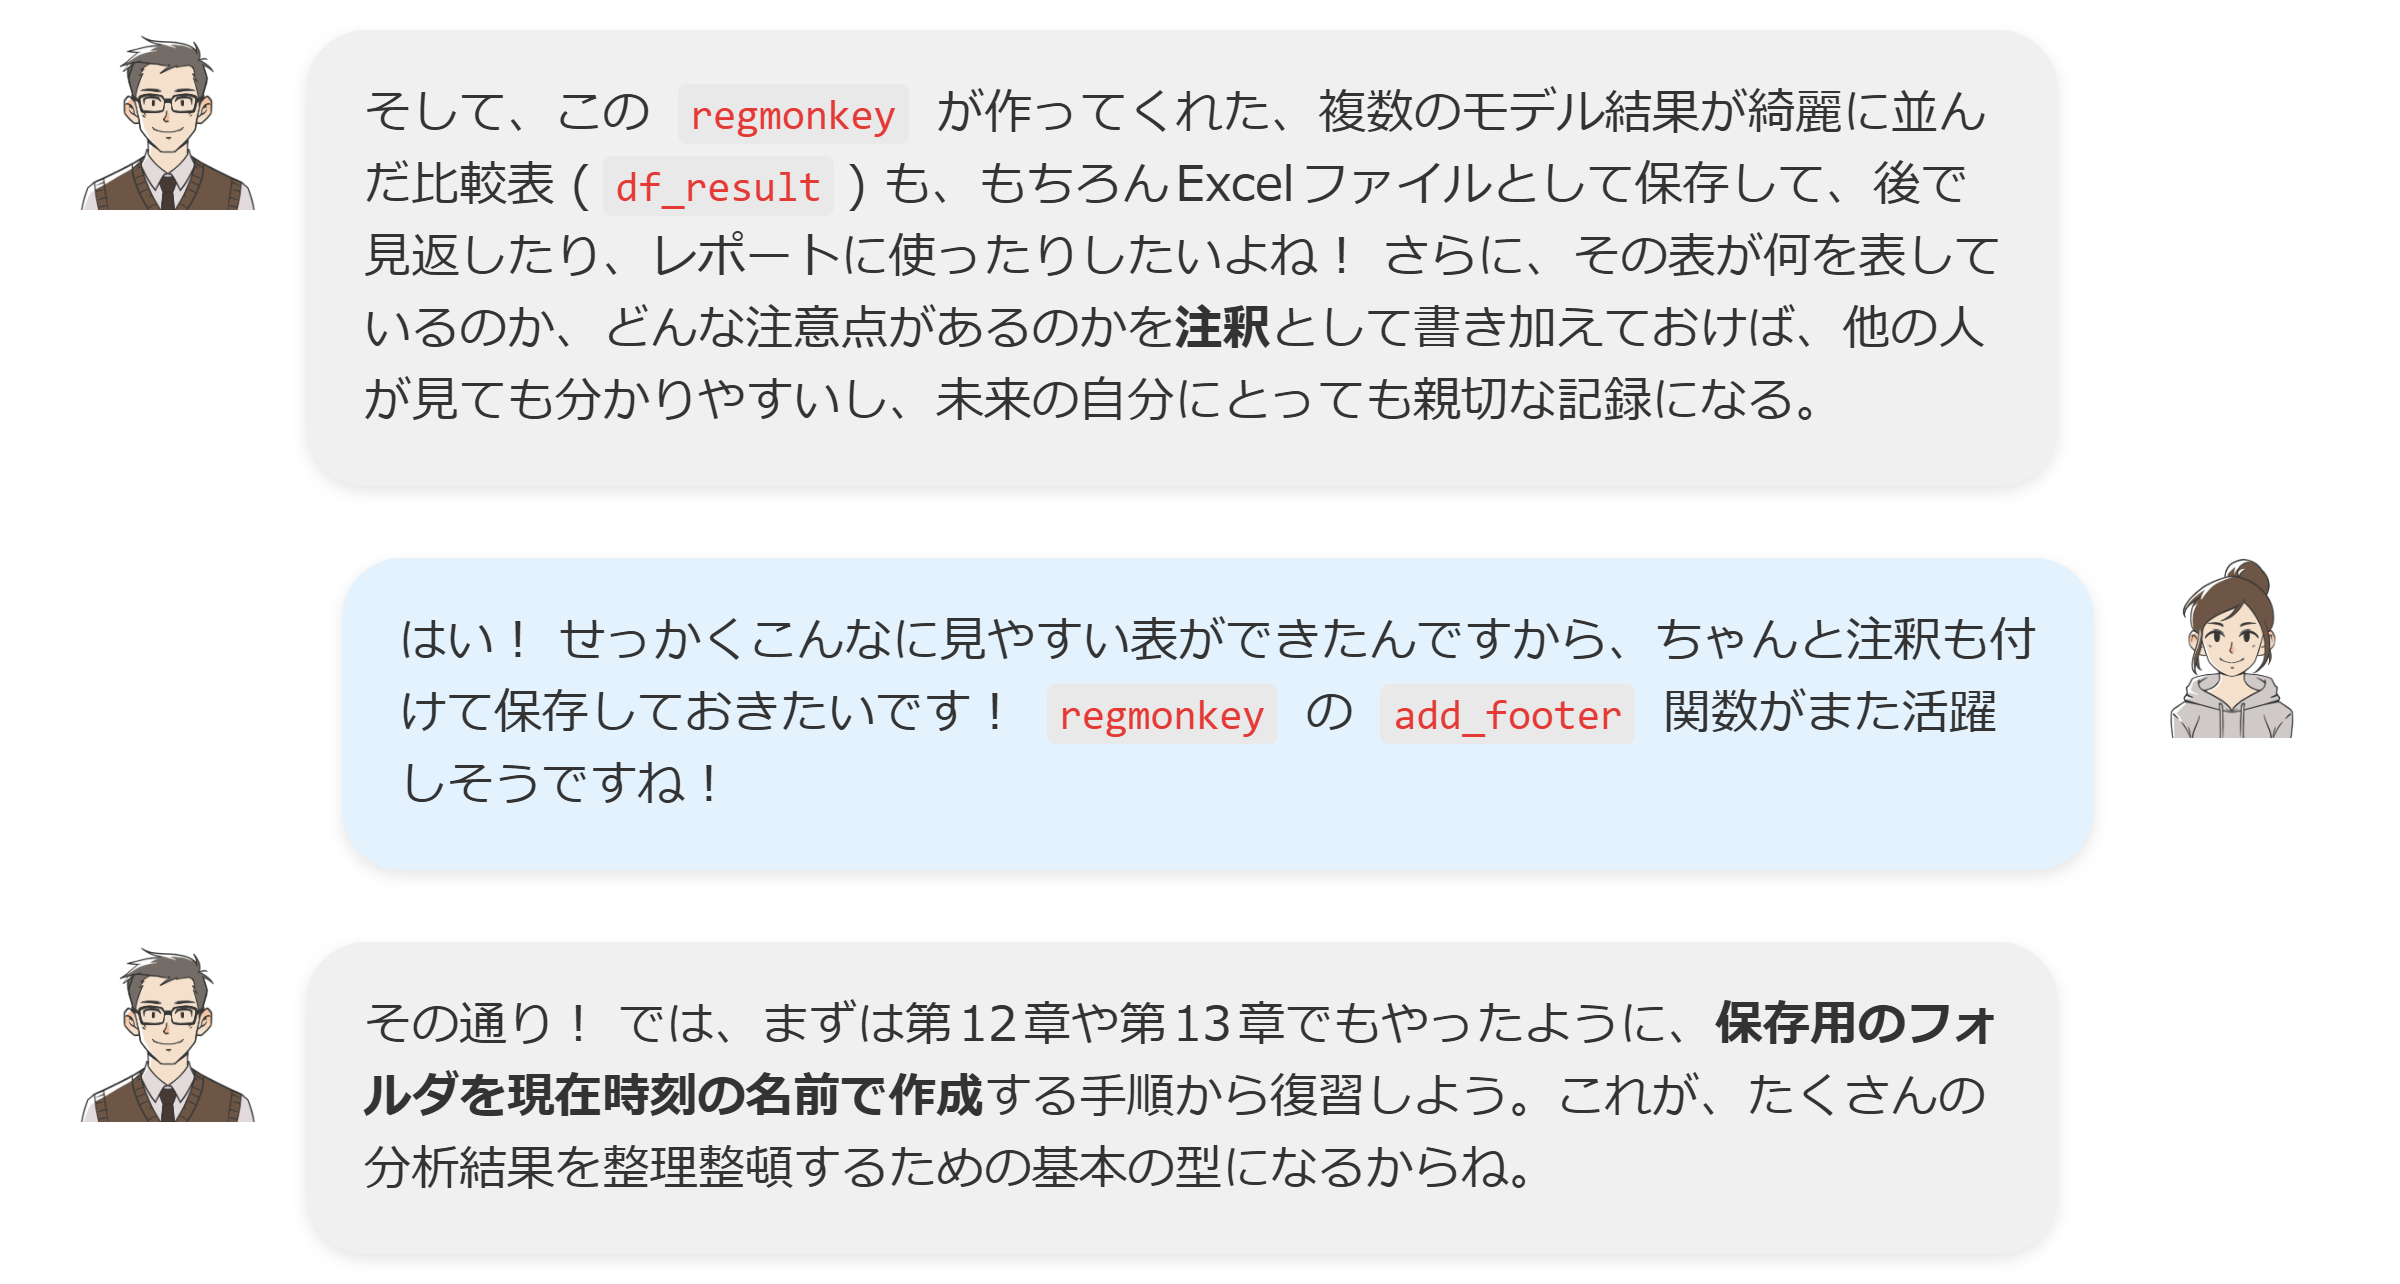 そして、この regmonkey が作ってくれた、複数のモデル結果が綺麗に並ん
だ比較表 ( df_result ) も、もちろんExcelファイルとして保存して、後で
見返したり、レポートに使ったりしたいよね！ さらに、その表が何を表して
いるのか、どんな注意点があるのかを注釈として書き加えておけば、他の人
が見ても分かりやすいし、未来の自分にとっても親切な記録になる。
はい！ せっかくこんなに見やすい表ができたんですから、ちゃんと注釈も付
けて保存しておきたいです！ regmonkey の add_footer 関数がまた活躍
しそうですね！
その通り！ では、まずは第12章や第13章でもやったように、保存用のフォ
ルダを現在時刻の名前で作成する手順から復習しよう。これが、たくさんの
分析結果を整理整頓するための基本の型になるからね。